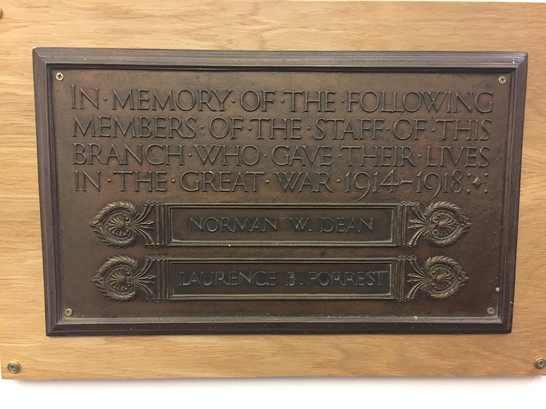 IN·MEMORY·OF·THE·FOLLOWING
MEMBERS·OF·THE·STAFF·OF·THIS
BRANCH·WHO·GAVE·THEIR·LIVES
IN·THE·GREAT·WAR·1914-1918
NORMAN W. DEAN
LAURENCE B. FORREST